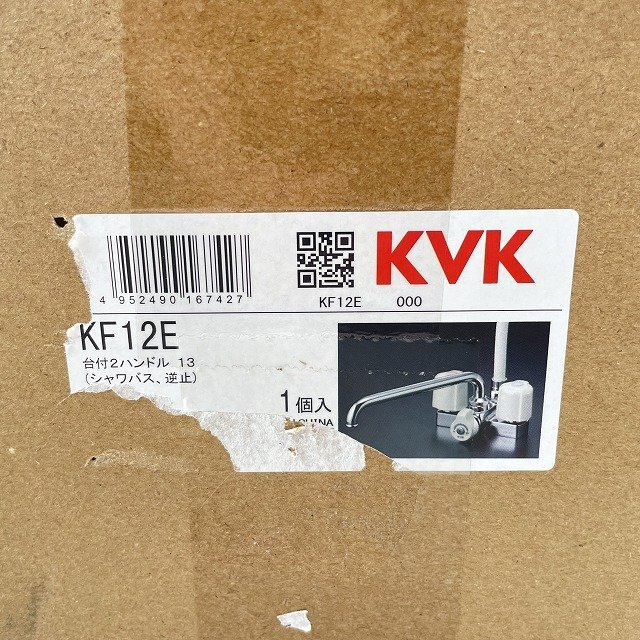 KVK
4 952490 167427
KF12E 000
KF12E
台付2ハンドル 13
(シャワバス、逆止)
1個入